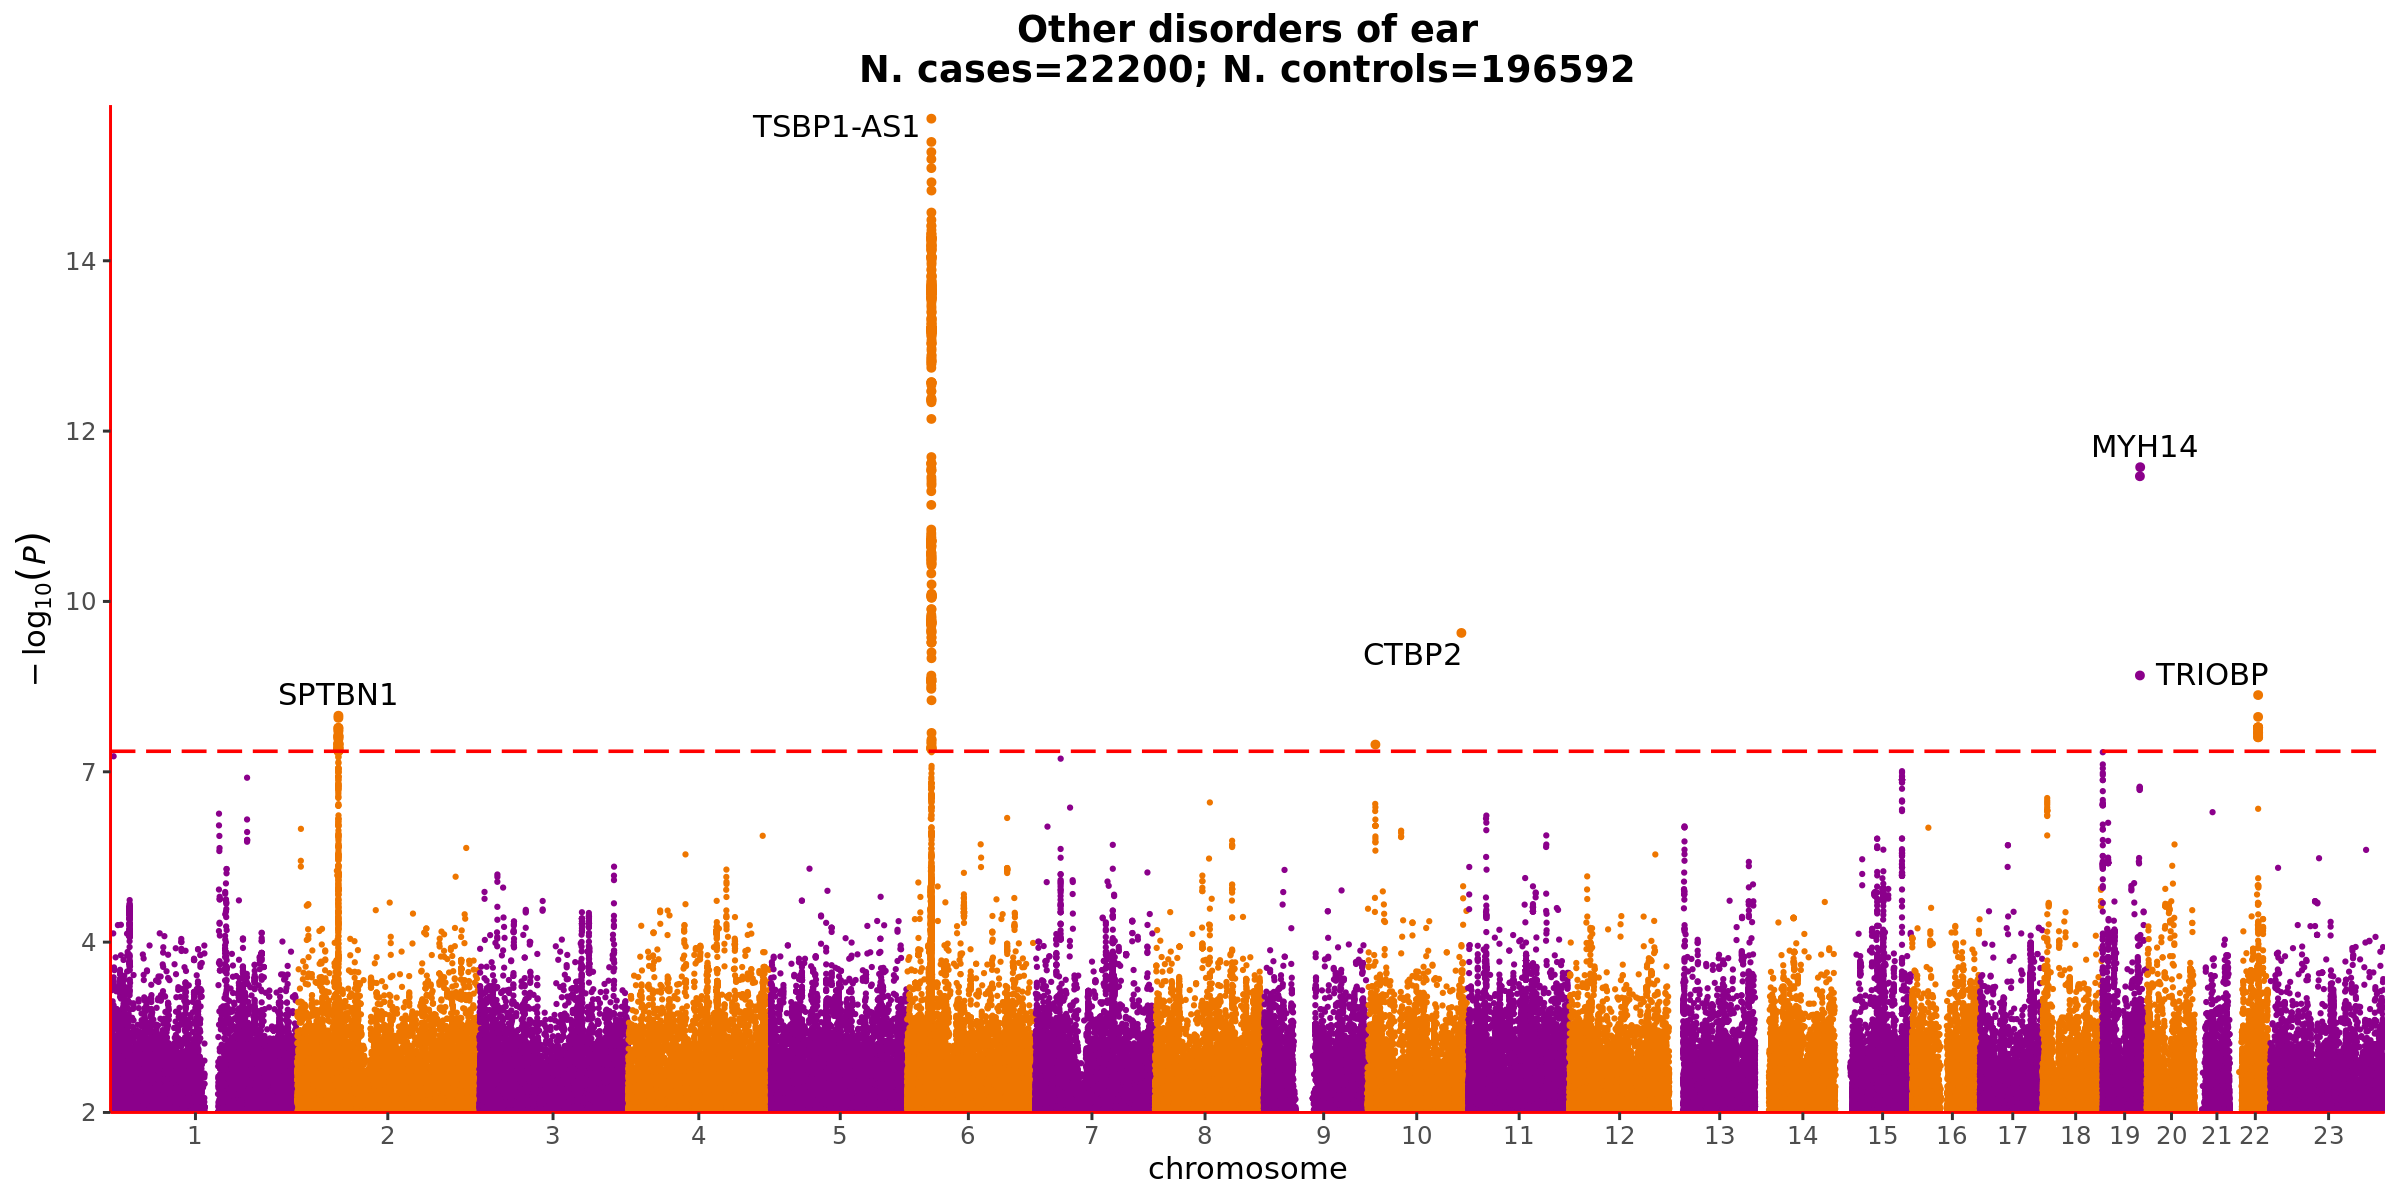 Other disorders of ear
N. cases=22200; N. controls=196592
TSBP1-AS1
14
12
MYH14
10
− log10(P)
CTBP2
TRIOBP
SPTBN1
7
4
2
1 2 3 4 5 6 7 8 9 10 11 12 13 14 15 16 17 18 19 20 21 22 23
chromosome